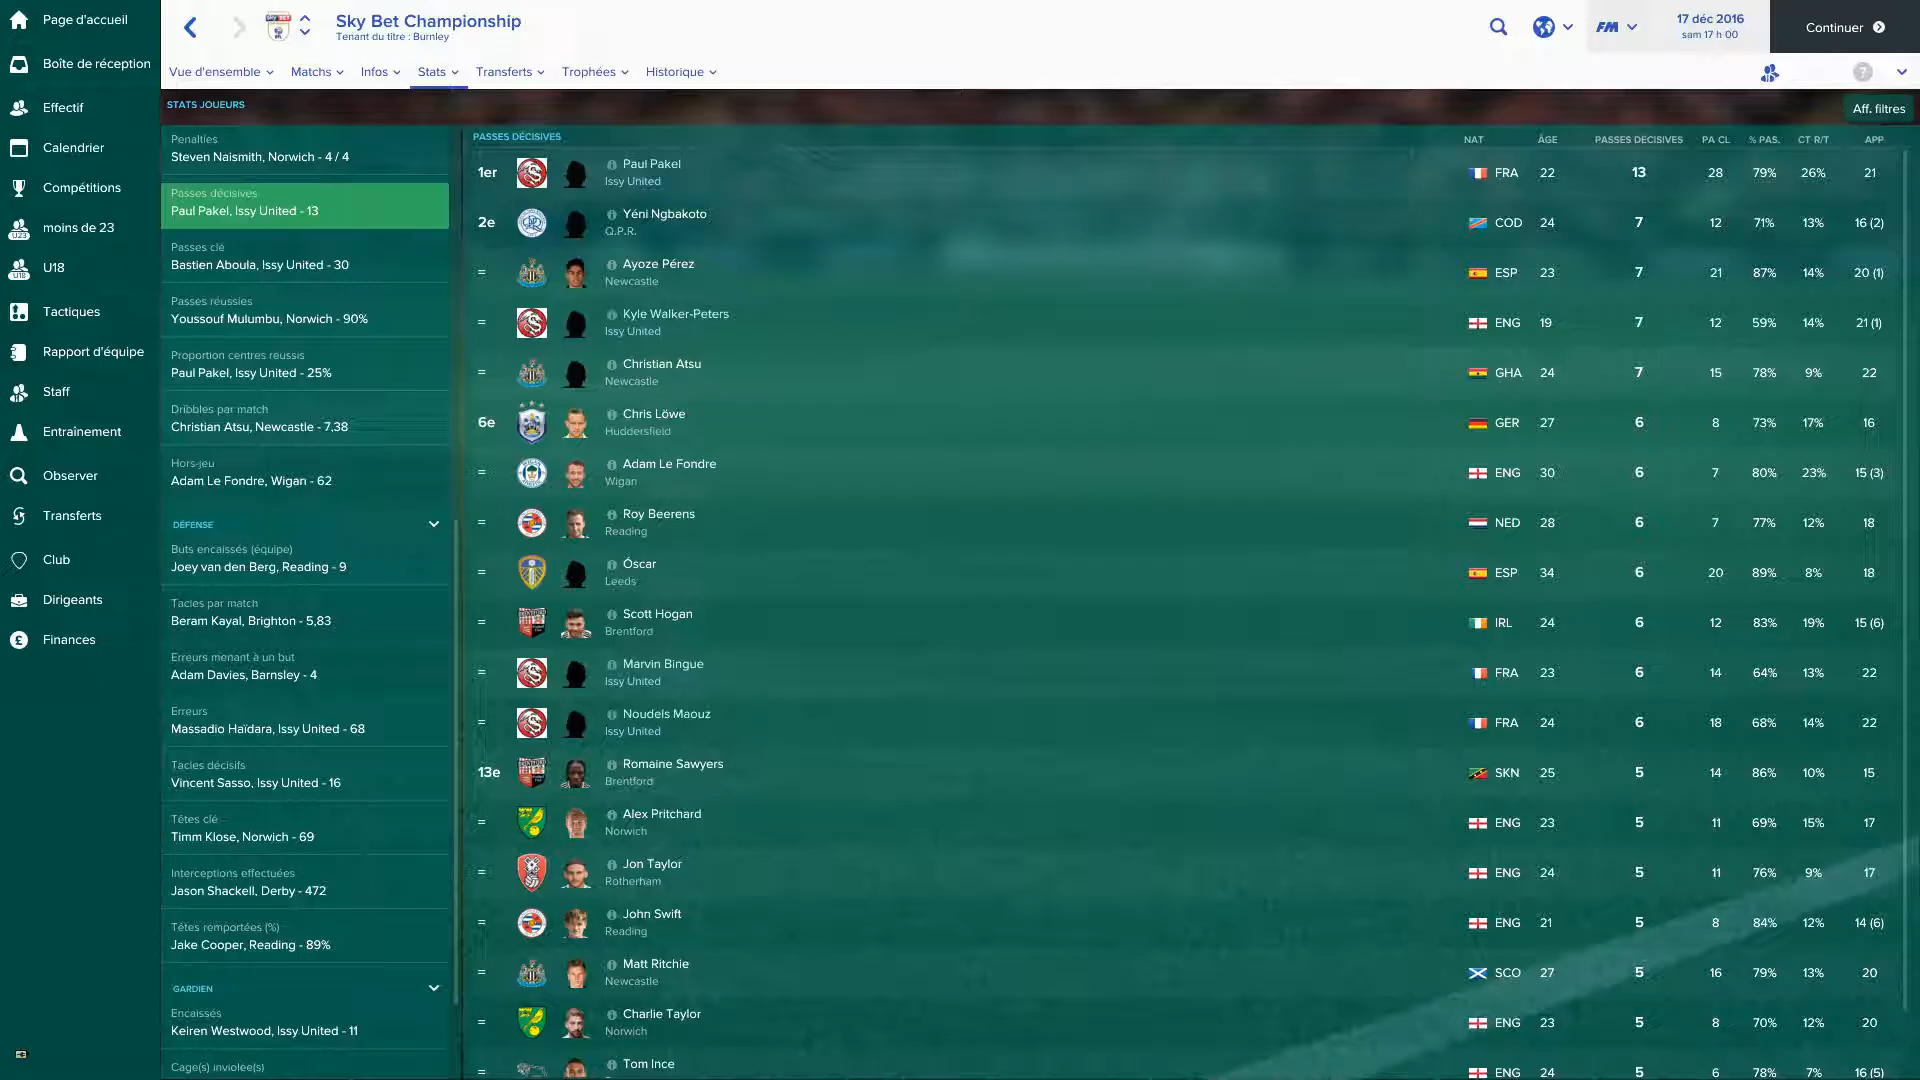 Page d'accueil
Boîte de réception
Effectif
Calendrier
Compétitions
moins de 23
U18
Tactiques
Rapport d'équipe
Staff
Entraînement
Observer
Transferts
Club
Dirigeants
Finances
Sky Bet Championship
Tenant du titre : Burnley
FM
17 déc 2016
sam 17 h 00
Continuer
Vue d'ensemble
Matchs
Infos
Stats
Transferts
Trophées
Historique
STATS JOUEURS
Aff. filtres
Penalties
Steven Naismith, Norwich - 4 / 4
Passes décisives
Paul Pakel, Issy United - 13
Passes clé
Bastien Aboula, Issy United - 30
Passes réussies
Youssouf Mulumbu, Norwich - 90%
Proportion centres réussis
Paul Pakel, Issy United - 25%
Dribbles par match
Christian Atsu, Newcastle - 7,38
Hors-jeu
Adam Le Fondre, Wigan - 62
DÉFENSE
Buts encaissés (équipe)
Joey van den Berg, Reading - 9
Tacles par match
Beram Kayal, Brighton - 5,83
Erreurs menant à un but
Adam Davies, Barnsley - 4
Erreurs
Massadio Haïdara, Issy United - 68
Tacles décisifs
Vincent Sasso, Issy United - 16
Têtes clé
Timm Klose, Norwich - 69
Interceptions effectuées
Jason Shackell, Derby - 472
Têtes remportées (%)
Jake Cooper, Reading - 89%
GARDIEN
Encaissés
Keiren Westwood, Issy United - 11
Cage(s) inviolée(s)
PASSES DÉCISIVES NAT ÂGE PASSES DÉCISIVES PA CL % PAS. CT R/T APP
1er Paul Pakel Issy United FRA 22 13 28 79% 26% 21
2e Yéni Ngbakoto Q.P.R. COD 24 7 12 71% 13% 16 (2)
= Ayoze Pérez Newcastle ESP 23 7 21 87% 14% 20 (1)
= Kyle Walker-Peters Issy United ENG 19 7 12 59% 14% 21 (1)
= Christian Atsu Newcastle GHA 24 7 15 78% 9% 22
6e Chris Löwe Huddersfield GER 27 6 8 73% 17% 16
= Adam Le Fondre Wigan ENG 30 6 7 80% 23% 15 (3)
= Roy Beerens Reading NED 28 6 7 77% 12% 18
= Óscar Leeds ESP 34 6 20 89% 8% 18
= Scott Hogan Brentford IRL 24 6 12 83% 19% 15 (6)
= Marvin Bingue Issy United FRA 23 6 14 64% 13% 22
= Noudels Maouz Issy United FRA 24 6 18 68% 14% 22
13e Romaine Sawyers Brentford SKN 25 5 14 86% 10% 15
= Alex Pritchard Norwich ENG 23 5 11 69% 15% 17
= Jon Taylor Rotherham ENG 24 5 11 76% 9% 17
= John Swift Reading ENG 21 5 8 84% 12% 14 (6)
= Matt Ritchie Newcastle SCO 27 5 16 79% 13% 20
= Charlie Taylor Norwich ENG 23 5 8 70% 12% 20
= Tom Ince ENG 24 5 6 78% 7% 16 (5)